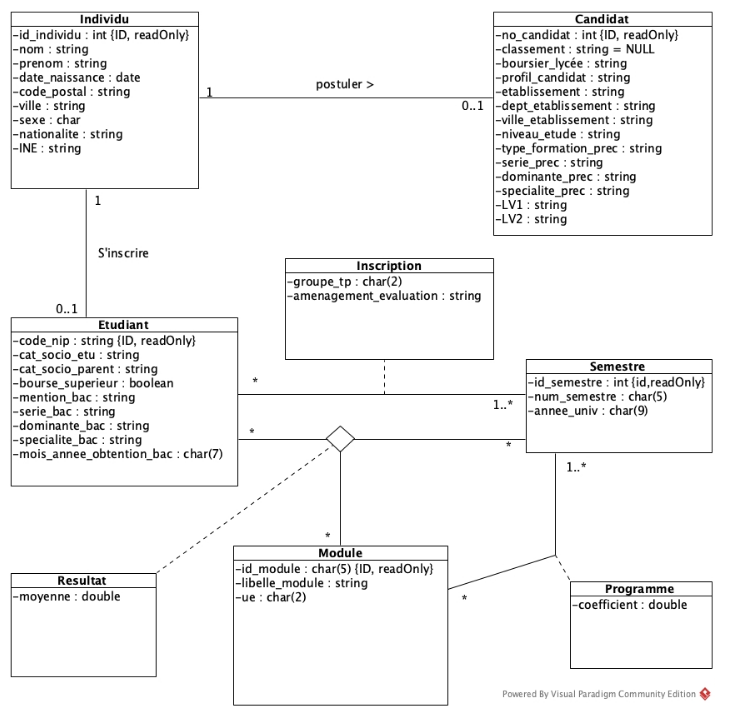 Individu
-id_individu : int {ID, readOnly}
-nom : string
-prenom : string
-date_naissance : date
-code_postal : string
-ville : string
-sexe : char
-nationalite : string
-INE : string
1
postuler >
0..1
Candidat
-no_candidat : int {ID, readOnly}
-classement : string = NULL
-boursier_lycée : string
-profil_candidat : string
-etablissement : string
-dept_etablissement : string
-ville_etablissement : string
-niveau_etude : string
-type_formation_prec : string
-serie_prec : string
-dominante_prec : string
-specialite_prec : string
-LV1 : string
-LV2 : string
1
S'inscrire
0..1
Inscription
-groupe_tp : char(2)
-amenagement_evaluation : string
Etudiant
-code_nip : string {ID, readOnly}
-cat_socio_etu : string
-cat_socio_parent : string
-bourse_superieur : boolean
-mention_bac : string
-serie_bac : string
-dominante_bac : string
-specialite_bac : string
-mois_annee_obtention_bac : char(7)
*
1..*
*
*
Semestre
-id_semestre : int {id,readOnly}
-num_semestre : char(5)
-annee_univ : char(9)
1..*
*
Module
-id_module : char(5) {ID, readOnly}
-libelle_module : string
-ue : char(2)
*
Resultat
-moyenne : double
Programme
-coefficient : double
Powered By Visual Paradigm Community Edition